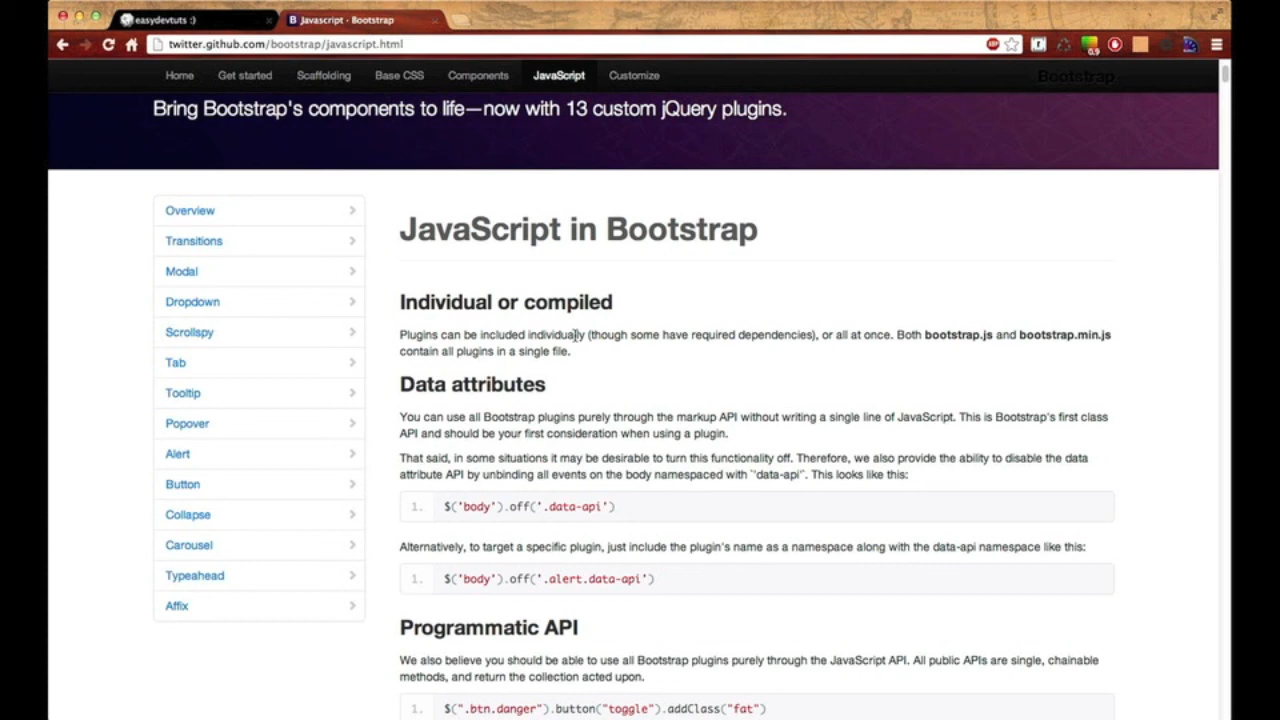 easydevtuts :)
Javascript · Bootstrap
twitter.github.com/bootstrap/javascript.html
Home Get started Scaffolding Base CSS Components JavaScript Customize Bootstrap
Bring Bootstrap's components to life—now with 13 custom jQuery plugins.
Overview
Transitions
Modal
Dropdown
Scrollspy
Tab
Tooltip
Popover
Alert
Button
Collapse
Carousel
Typeahead
Affix
JavaScript in Bootstrap
Individual or compiled
Plugins can be included individually (though some have required dependencies), or all at once. Both bootstrap.js and bootstrap.min.js
contain all plugins in a single file.
Data attributes
You can use all Bootstrap plugins purely through the markup API without writing a single line of JavaScript. This is Bootstrap's first class
API and should be your first consideration when using a plugin.
That said, in some situations it may be desirable to turn this functionality off. Therefore, we also provide the ability to disable the data
attribute API by unbinding all events on the body namespaced with `'data-api'`. This looks like this:
1. $('body').off('.data-api')
Alternatively, to target a specific plugin, just include the plugin's name as a namespace along with the data-api namespace like this:
1. $('body').off('.alert.data-api')
Programmatic API
We also believe you should be able to use all Bootstrap plugins purely through the JavaScript API. All public APIs are single, chainable
methods, and return the collection acted upon.
1. $(".btn.danger").button("toggle").addClass("fat")